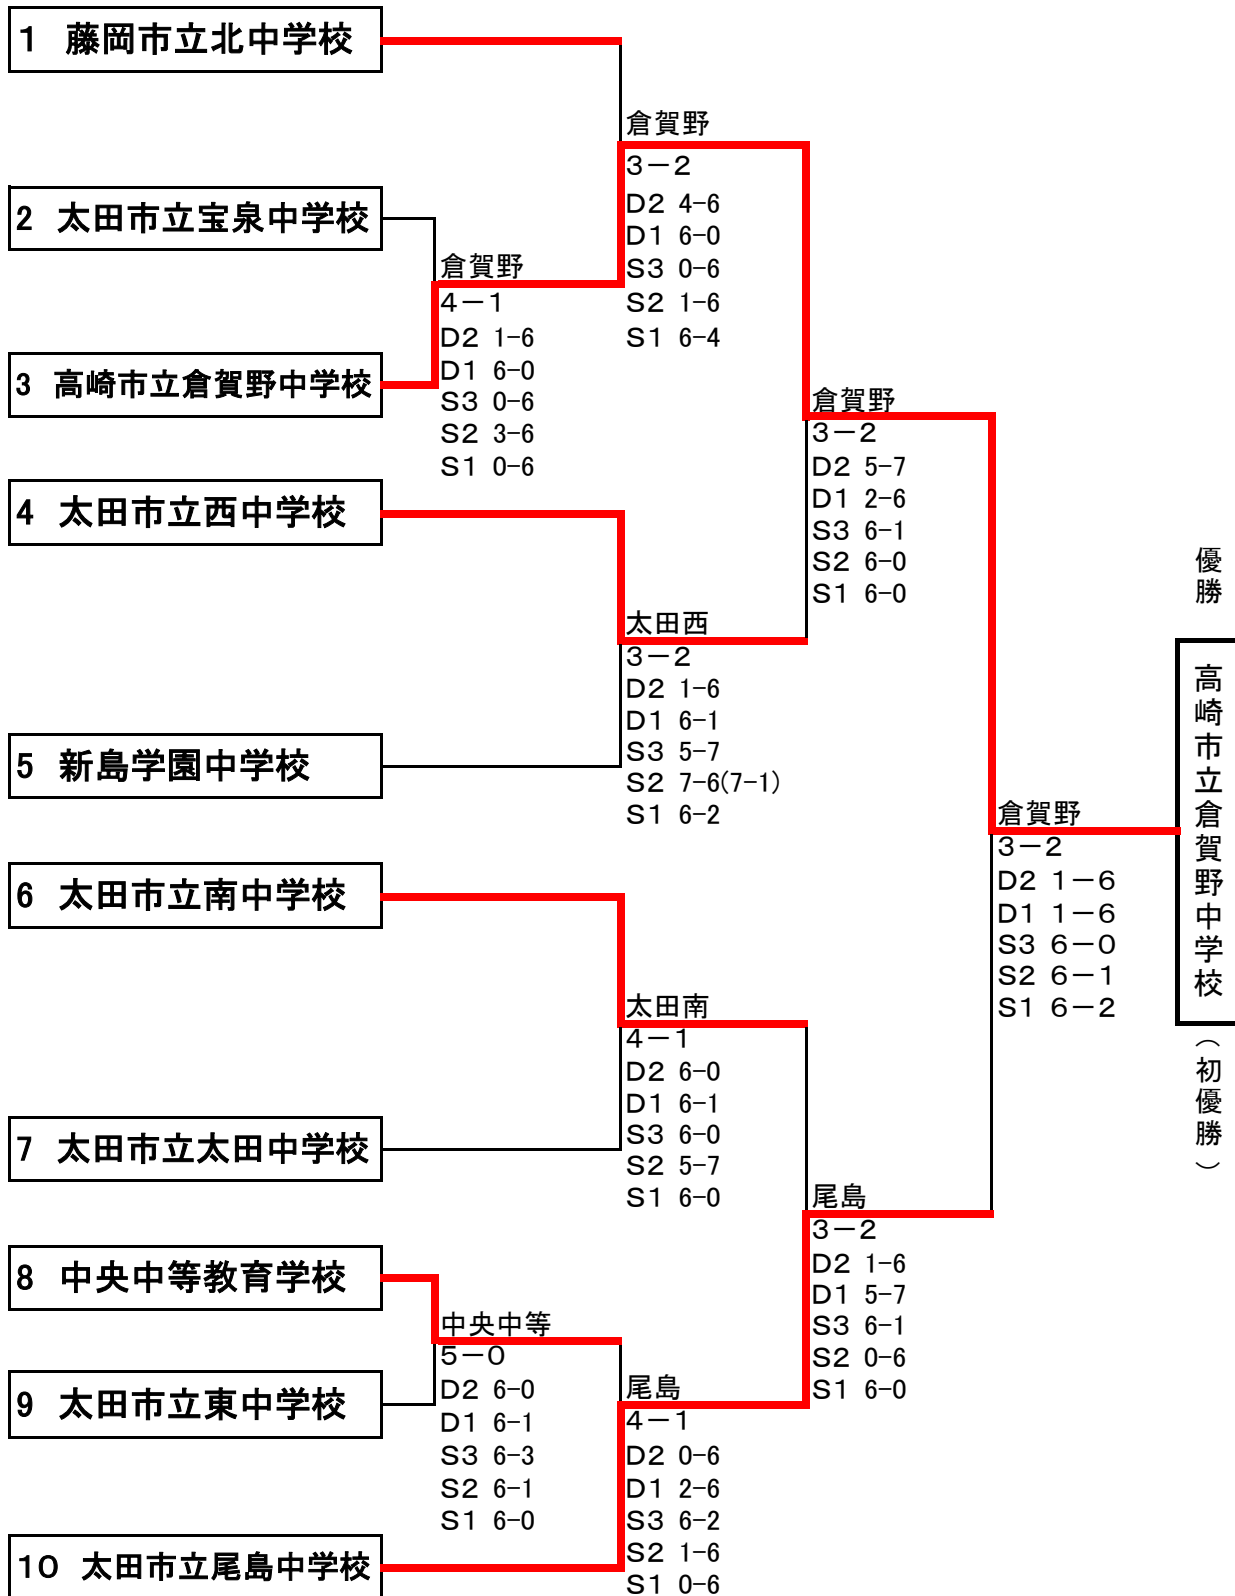 1 藤岡市立北中学校
2 太田市立宝泉中学校
3 高崎市立倉賀野中学校
4 太田市立西中学校
5 新島学園中学校
6 太田市立南中学校
7 太田市立太田中学校
8 中央中等教育学校
9 太田市立東中学校
10 太田市立尾島中学校
倉賀野
4－1
D2 1-6
D1 6-0
S3 0-6
S2 3-6
S1 0-6
中央中等
5－0
D2 6-0
D1 6-1
S3 6-3
S2 6-1
S1 6-0
倉賀野
3－2
D2 4-6
D1 6-0
S3 0-6
S2 1-6
S1 6-4
太田西
3－2
D2 1-6
D1 6-1
S3 5-7
S2 7-6(7-1)
S1 6-2
太田南
4－1
D2 6-0
D1 6-1
S3 6-0
S2 5-7
S1 6-0
尾島
4－1
D2 0-6
D1 2-6
S3 6-2
S2 1-6
S1 0-6
倉賀野
3－2
D2 5-7
D1 2-6
S3 6-1
S2 6-0
S1 6-0
尾島
3－2
D2 1-6
D1 5-7
S3 6-1
S2 0-6
S1 6-0
倉賀野
3－2
D2 1－6
D1 1－6
S3 6－0
S2 6－1
S1 6－2
優勝
高崎市立倉賀野中学校
（初優勝）